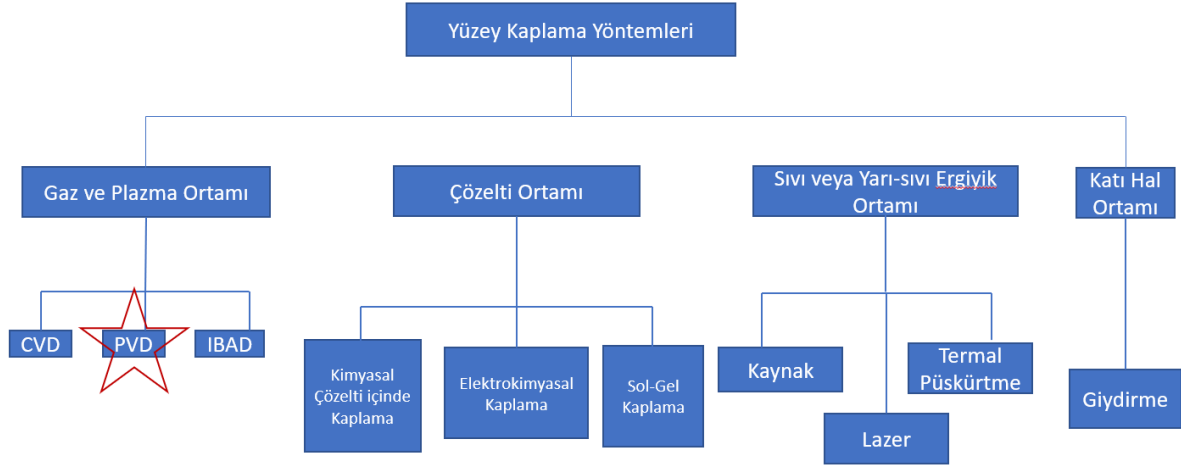 Yüzey Kaplama Yöntemleri
Gaz ve Plazma Ortamı
Çözelti Ortamı
Sıvı veya Yarı-sıvı Ergiyik
Ortamı
Katı Hal
Ortamı
CVD
PVD
IBAD
Kimyasal
Çözelti içinde
Kaplama
Elektrokimyasal
Kaplama
Sol-Gel
Kaplama
Kaynak
Lazer
Termal
Püskürtme
Giydirme